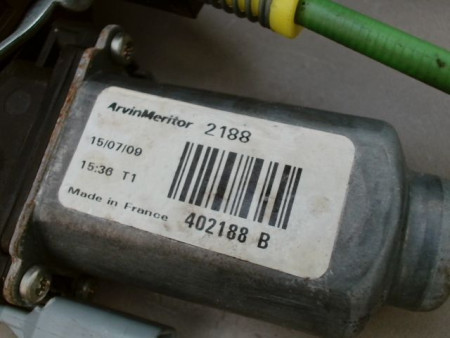 ArvinMeritor 2188
15/07/09
15:36 T1
Made in France 402188 B